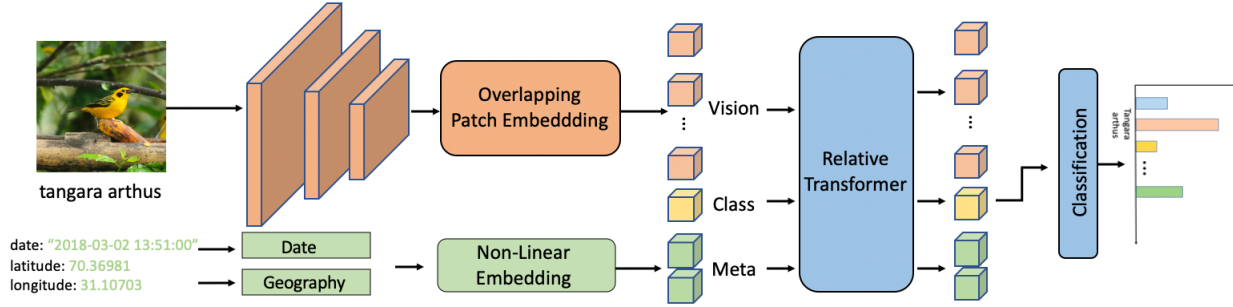 tangara arthus
date: "2018-03-02 13:51:00"
latitude: 70.36981
longitude: 31.10703
Date
Geography
Overlapping
Patch Embeddding
Non-Linear
Embedding
Vision
...
Class
Meta
Relative
Transformer
...
Classification
Tangara
arthus
...